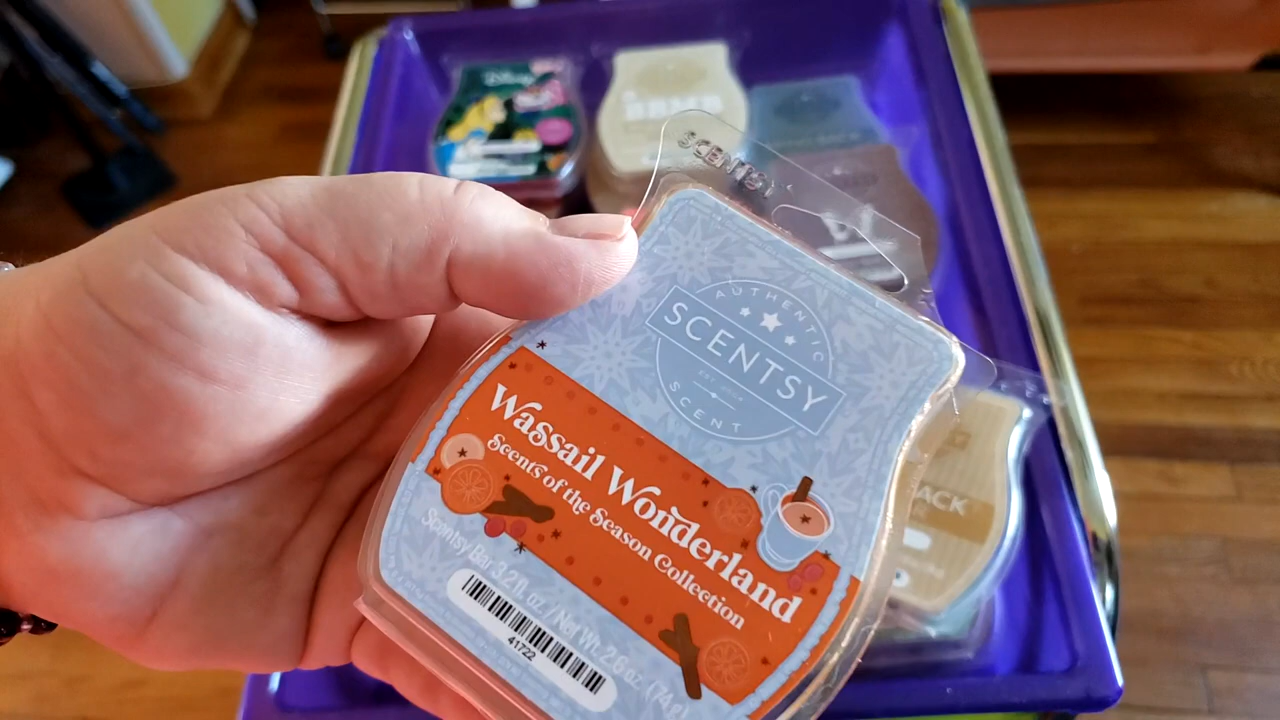 Disney
SCENTSY
AUTHENTIC
SCENTSY
SCENT
Wassail Wonderland
Scents of the Season Collection
Scentsy Bar 3.2 fl. oz / Net Wt. 2.6 oz. (74g)
41722
ACK